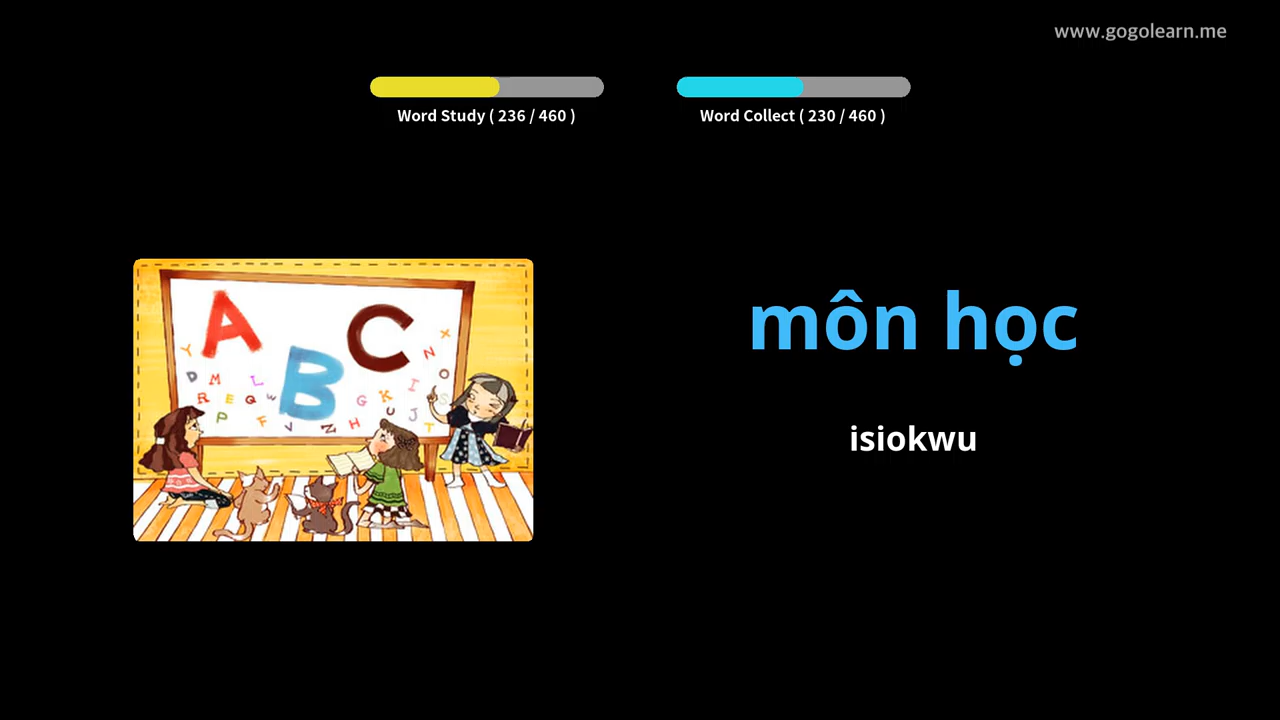 www.gogolearn.me
Word Study ( 236 / 460 )
Word Collect ( 230 / 460 )
môn học
isiokwu
A
B
C
Y
X
N
D
M
L
O
R
E
Q
W
G
K
I
S
P
F
V
Z
H
U
J
T